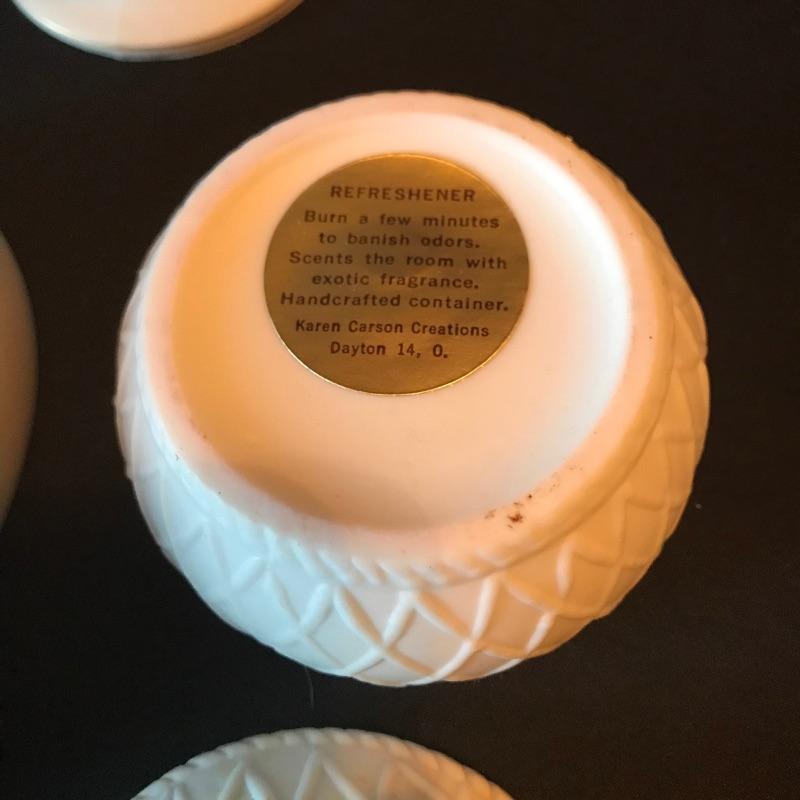 REFRESHENER
Burn a few minutes
to banish odors.
Scents the room with
exotic fragrance.
Handcrafted container.
Karen Carson Creations
Dayton 14, O.